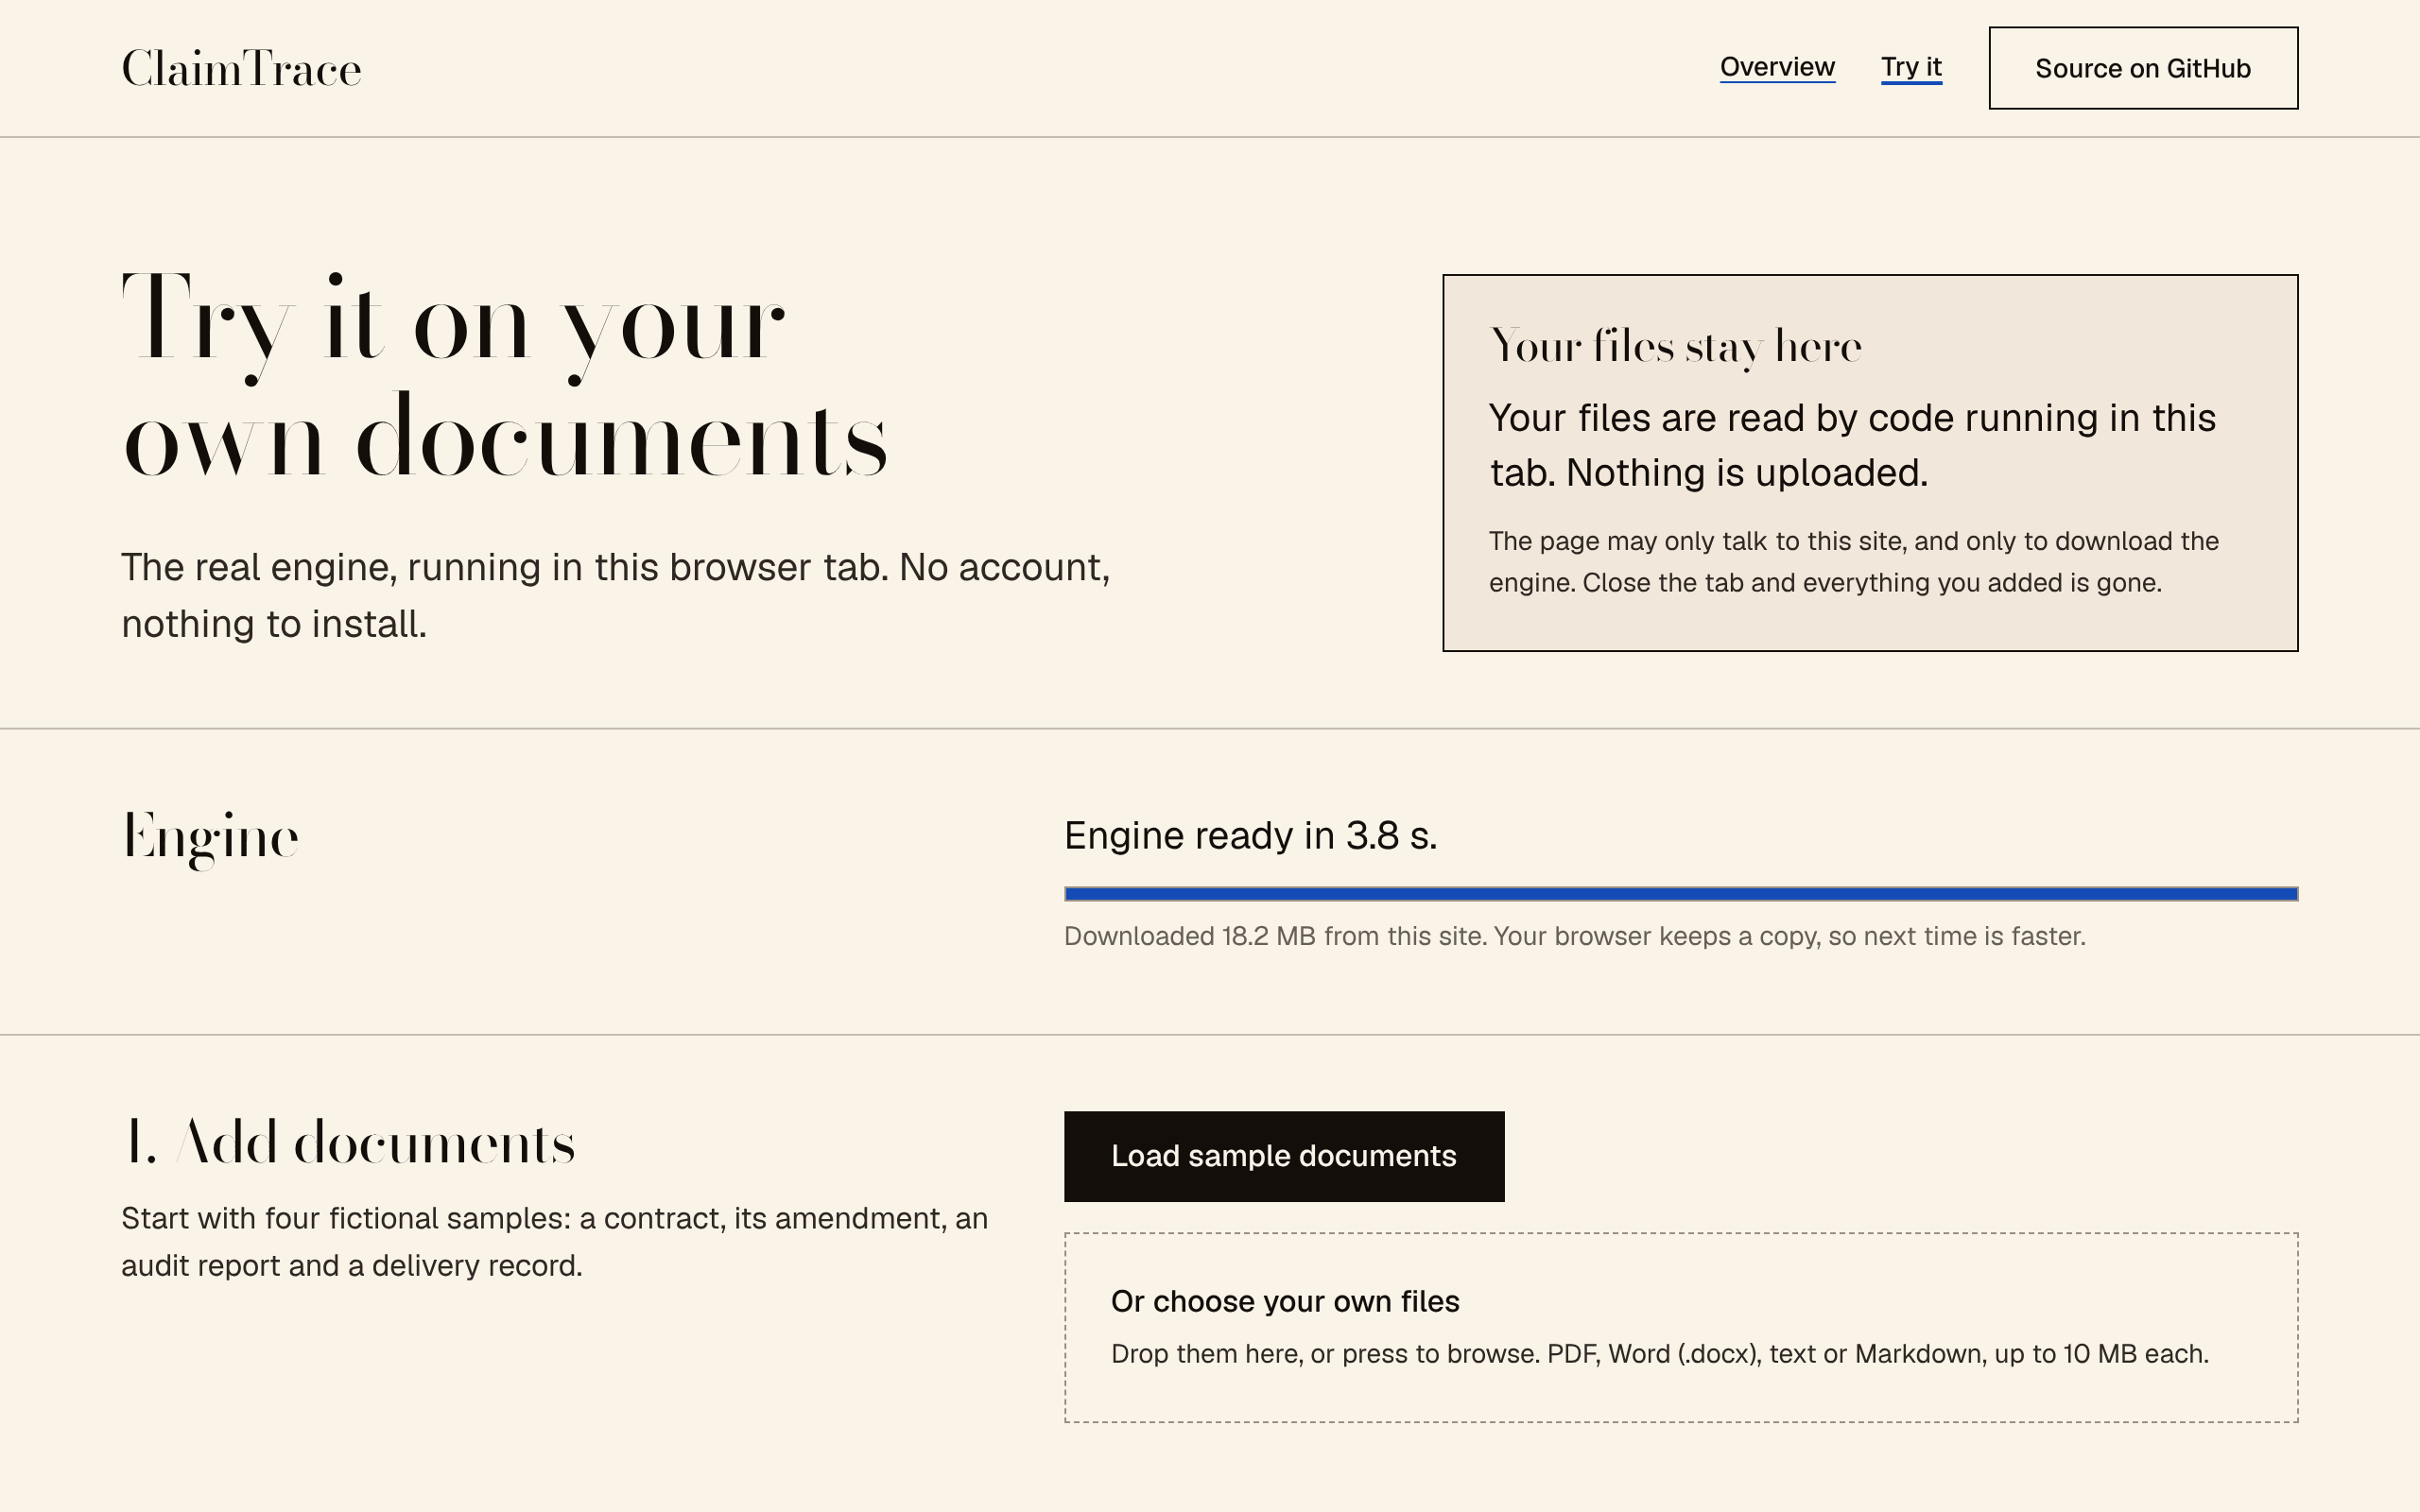 ClaimTrace
Overview
Try it
Source on GitHub
Try it on your
own documents
The real engine, running in this browser tab. No account,
nothing to install.
Your files stay here
Your files are read by code running in this
tab. Nothing is uploaded.
The page may only talk to this site, and only to download the
engine. Close the tab and everything you added is gone.
Engine
Engine ready in 3.8 s.
Downloaded 18.2 MB from this site. Your browser keeps a copy, so next time is faster.
1. Add documents
Start with four fictional samples: a contract, its amendment, an
audit report and a delivery record.
Load sample documents
Or choose your own files
Drop them here, or press to browse. PDF, Word (.docx), text or Markdown, up to 10 MB each.